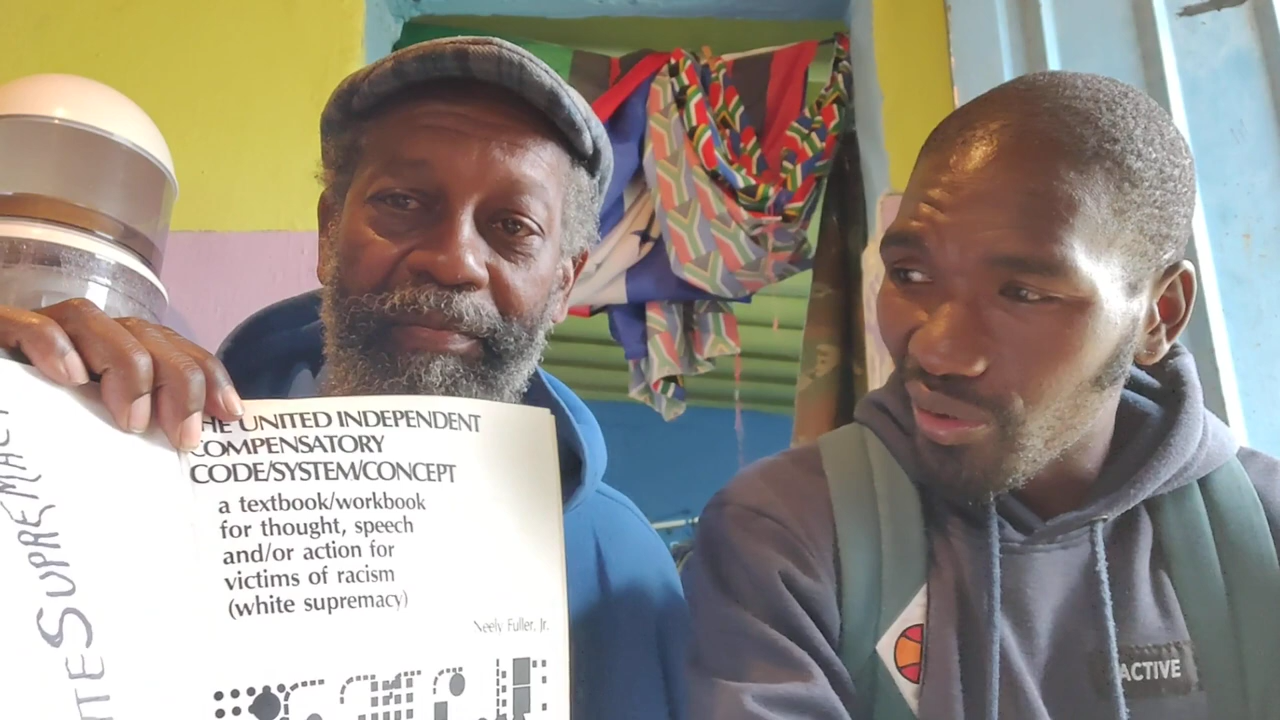 SUPREMACY
HE UNITED INDEPENDENT
COMPENSATORY
CODE/SYSTEM/CONCEPT
a textbook/workbook
for thought, speech
and/or action for
victims of racism
(white supremacy)
Neely Fuller, Jr.
ACTIVE